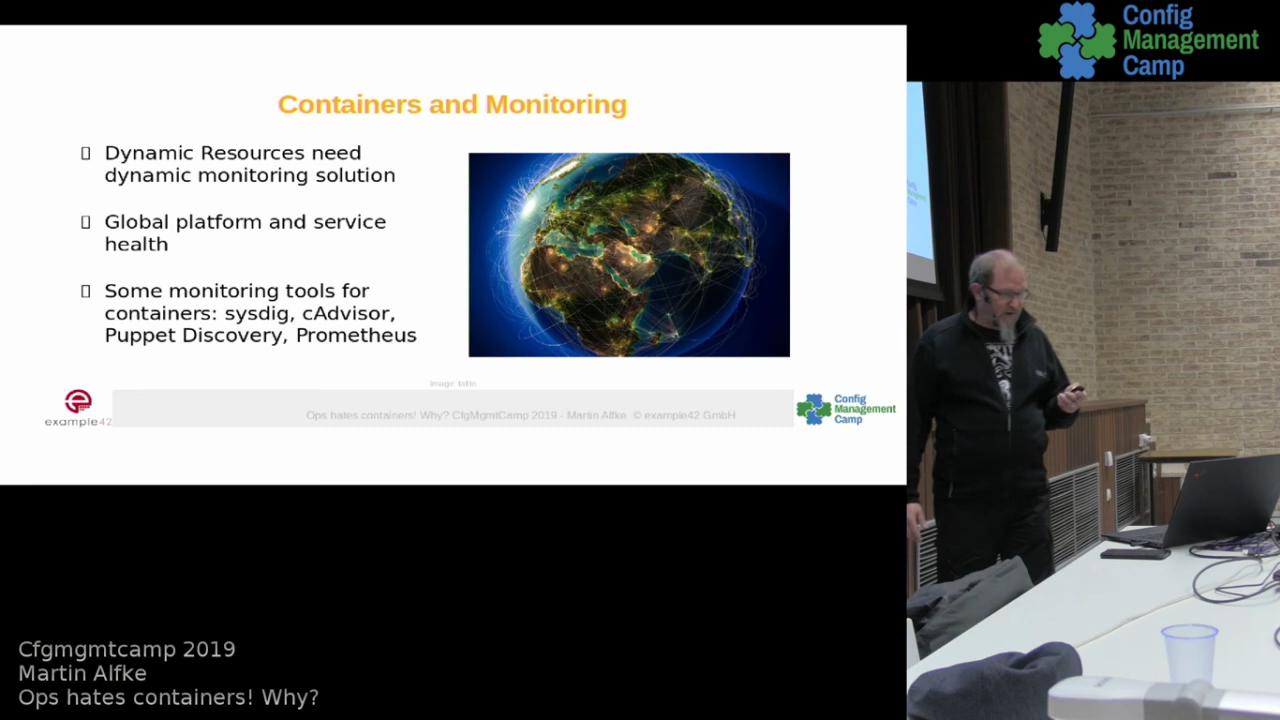 Config
Management
Camp
Containers and Monitoring
Dynamic Resources need
dynamic monitoring solution
Global platform and service
health
Some monitoring tools for
containers: sysdig, cAdvisor,
Puppet Discovery, Prometheus
Ops hates containers! Why? CfgMgmtCamp 2019 - Martin Alfke © example42 GmbH
example42
Config
Management
Camp
Cfgmgmtcamp 2019
Martin Alfke
Ops hates containers! Why?